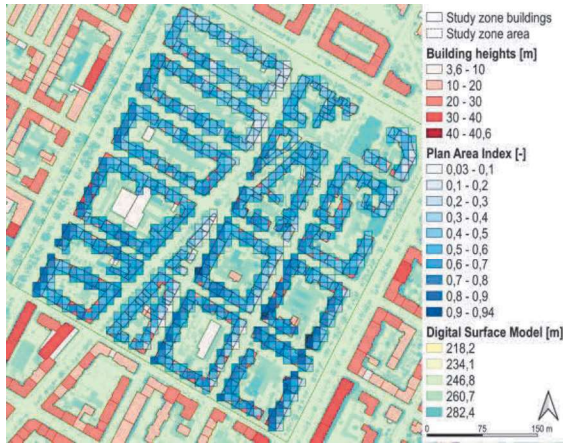 Study zone buildings
Study zone area
Building heights [m]
3,6 - 10
10 - 20
20 - 30
30 - 40
40 - 40,6
Plan Area Index [-]
0,03 - 0,1
0,1 - 0,2
0,2 - 0,3
0,3 - 0,4
0,4 - 0,5
0,5 - 0,6
0,6 - 0,7
0,7 - 0,8
0,8 - 0,9
0,9 - 0,94
Digital Surface Model [m]
218,2
234,1
246,8
260,7
282,4
0 75 150 m